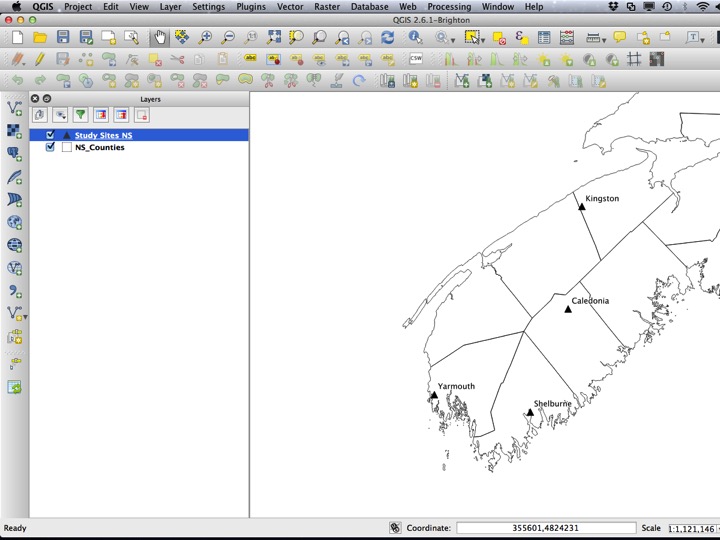 QGIS Project Edit View Layer Settings Plugins Vector Raster Database Web Processing Window Help
QGIS 2.6.1-Brighton
CSW
Layers
Study Sites NS
NS_Counties
Kingston
Caledonia
Yarmouth
Shelburne
Ready
Coordinate: 355601,4824231 Scale 1:1,121,146